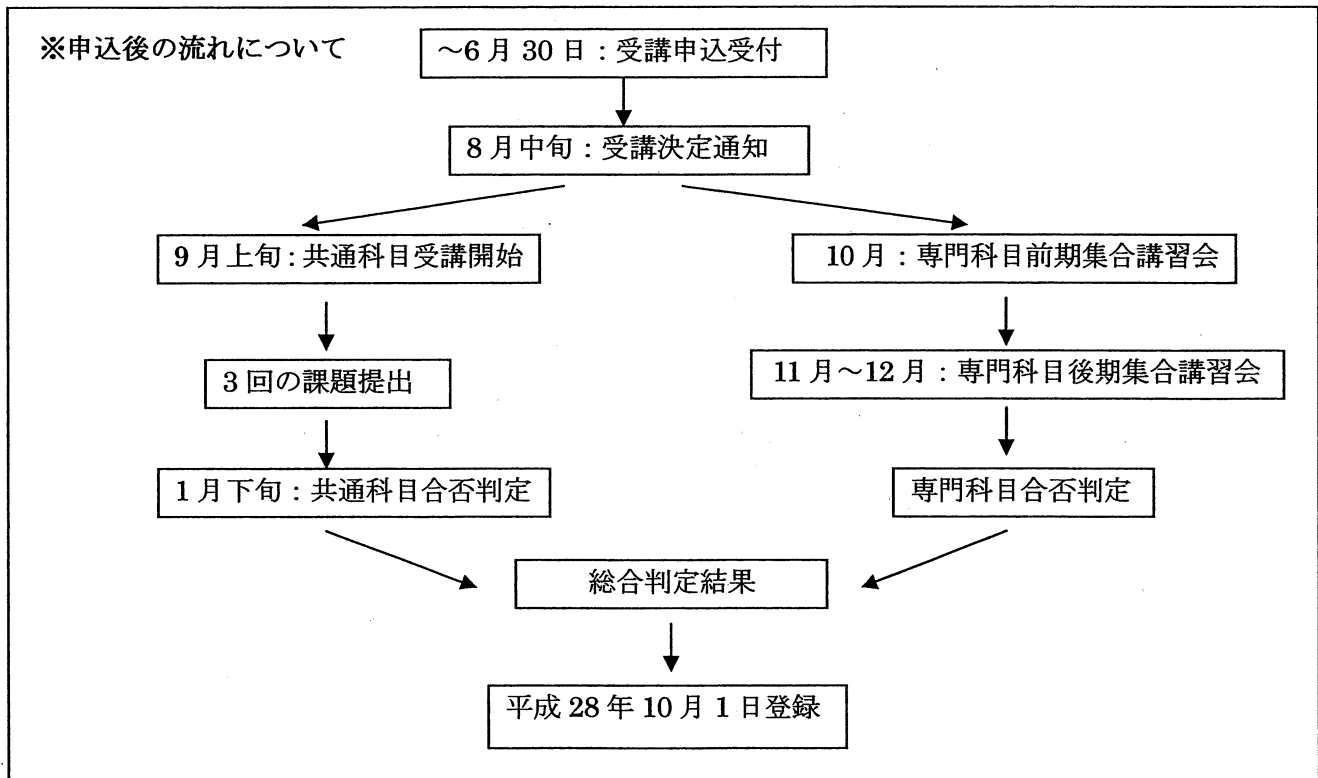 ※申込後の流れについて
～6月30日：受講申込受付
8月中旬：受講決定通知
9月上旬：共通科目受講開始
10月：専門科目前期集合講習会
3回の課題提出
11月～12月：専門科目後期集合講習会
1月下旬：共通科目合否判定
専門科目合否判定
総合判定結果
平成28年10月1日登録